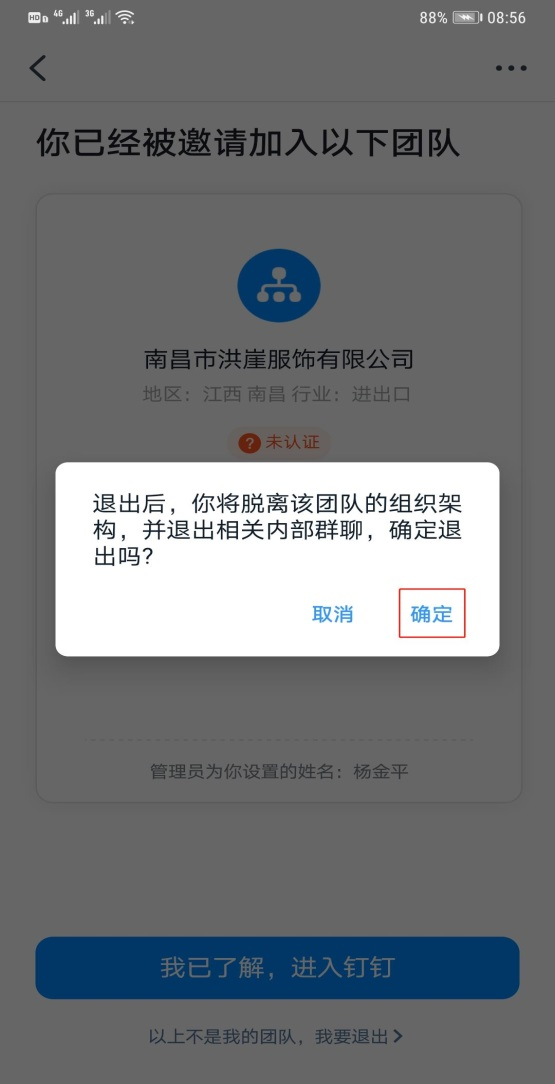 HD 4G 3G 88% 08:56
你已经被邀请加入以下团队
南昌市洪崖服饰有限公司
地区：江西 南昌 行业：进出口
? 未认证
退出后，你将脱离该团队的组织架
构，并退出相关内部群聊，确定退
出吗？
取消 确定
管理员为你设置的姓名：杨金平
我已了解，进入钉钉
以上不是我的团队，我要退出